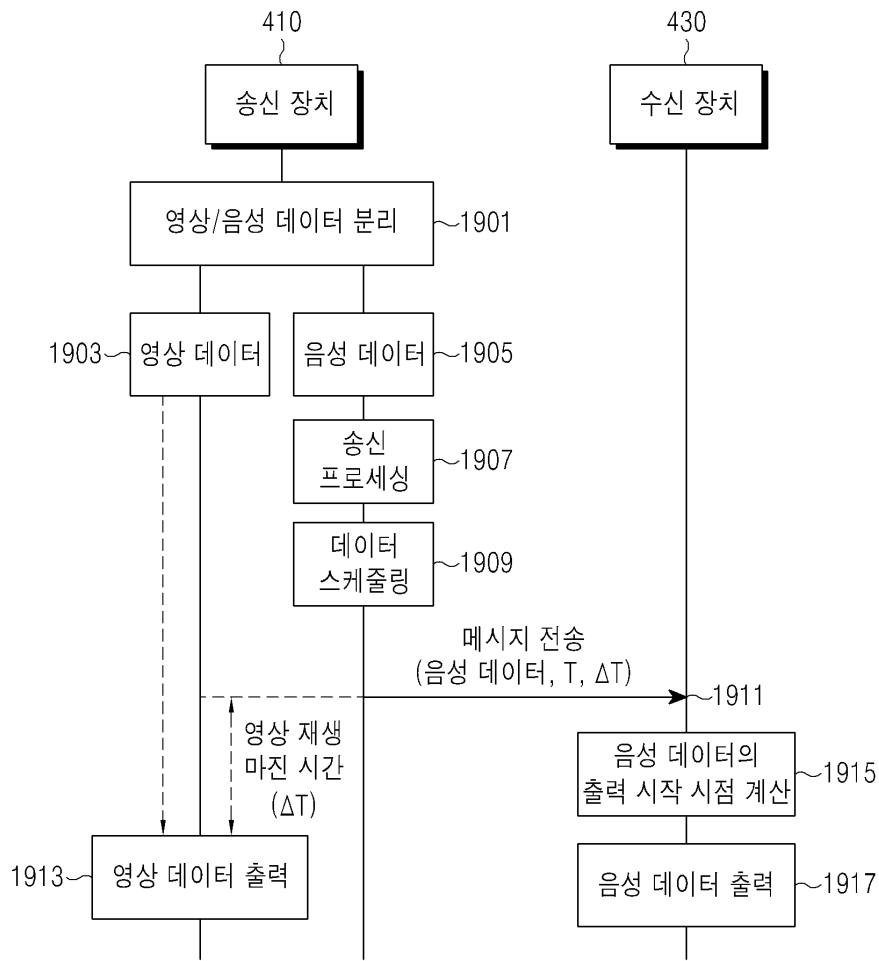 410
430
송신 장치
수신 장치
영상/음성 데이터 분리
1901
1903
영상 데이터
음성 데이터
1905
송신
프로세싱
1907
데이터
스케줄링
1909
메시지 전송
(음성 데이터, T, ΔT)
1911
영상 재생
마진 시간
(ΔT)
음성 데이터의
출력 시작 시점 계산
1915
1913
영상 데이터 출력
음성 데이터 출력
1917